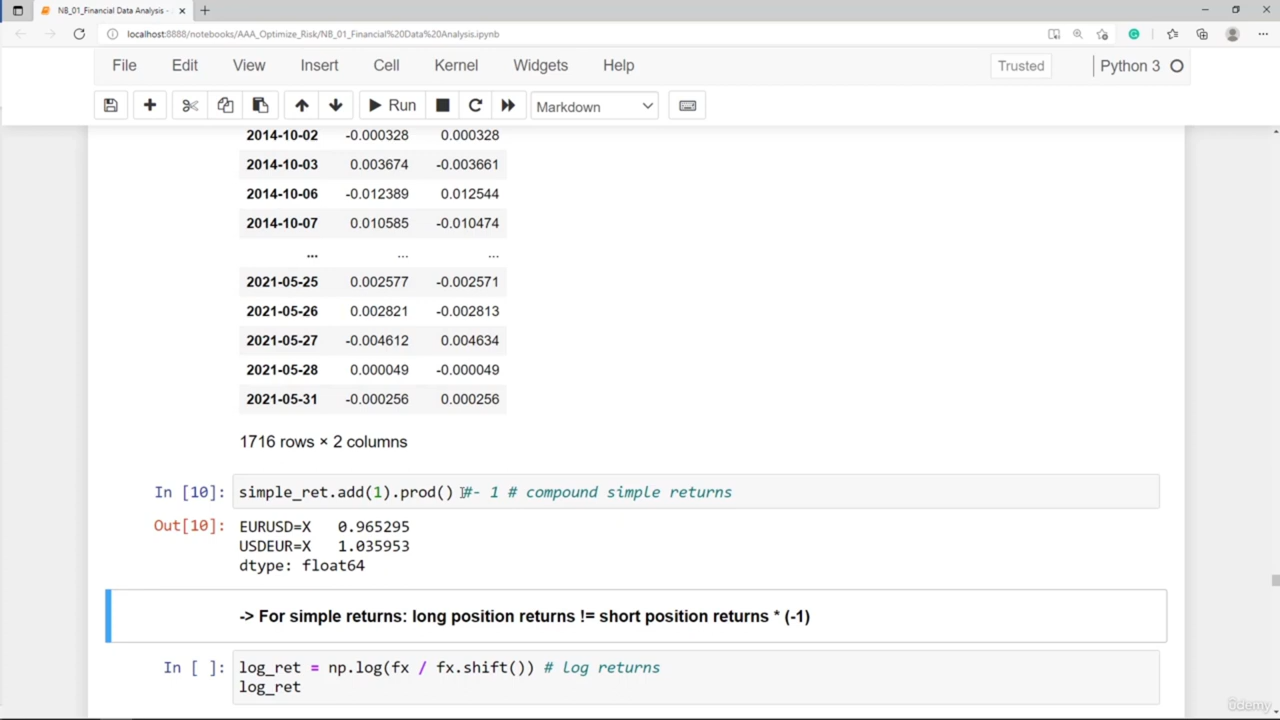 NB_01_Financial Data Analysis -
localhost:8888/notebooks/AAA_Optimize_Risk/NB_01_Financial%20Data%20Analysis.ipynb
File Edit View Insert Cell Kernel Widgets Help Trusted Python 3
Run Markdown
2014-10-02 -0.000328 0.000328
2014-10-03 0.003674 -0.003661
2014-10-06 -0.012389 0.012544
2014-10-07 0.010585 -0.010474
... ... ...
2021-05-25 0.002577 -0.002571
2021-05-26 0.002821 -0.002813
2021-05-27 -0.004612 0.004634
2021-05-28 0.000049 -0.000049
2021-05-31 -0.000256 0.000256
1716 rows × 2 columns
In [10]: simple_ret.add(1).prod() #- 1 # compound simple returns
Out[10]: EURUSD=X 0.965295
USDEUR=X 1.035953
dtype: float64
-> For simple returns: long position returns != short position returns * (-1)
In [ ]: log_ret = np.log(fx / fx.shift()) # log returns
log_ret
ûdemy